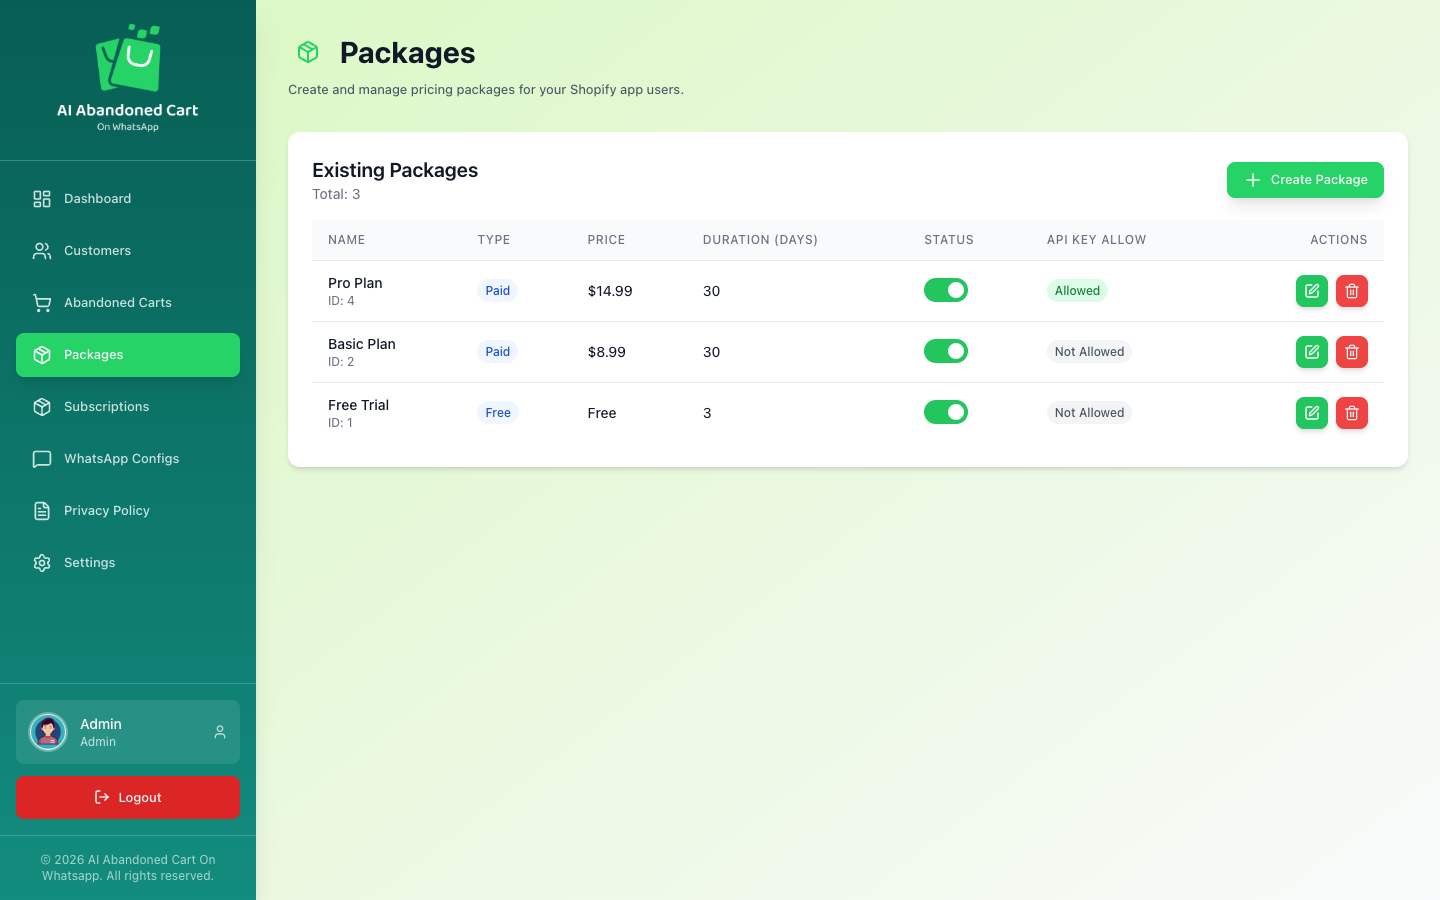 AI Abandoned Cart
On WhatsApp
Dashboard
Customers
Abandoned Carts
Packages
Subscriptions
WhatsApp Configs
Privacy Policy
Settings
Admin
Admin
Logout
© 2026 AI Abandoned Cart On
Whatsapp. All rights reserved.
Packages
Create and manage pricing packages for your Shopify app users.
Existing Packages
Total: 3
Create Package
NAME TYPE PRICE DURATION (DAYS) STATUS API KEY ALLOW ACTIONS
Pro Plan
ID: 4
Paid $14.99 30 Allowed
Basic Plan
ID: 2
Paid $8.99 30 Not Allowed
Free Trial
ID: 1
Free Free 3 Not Allowed